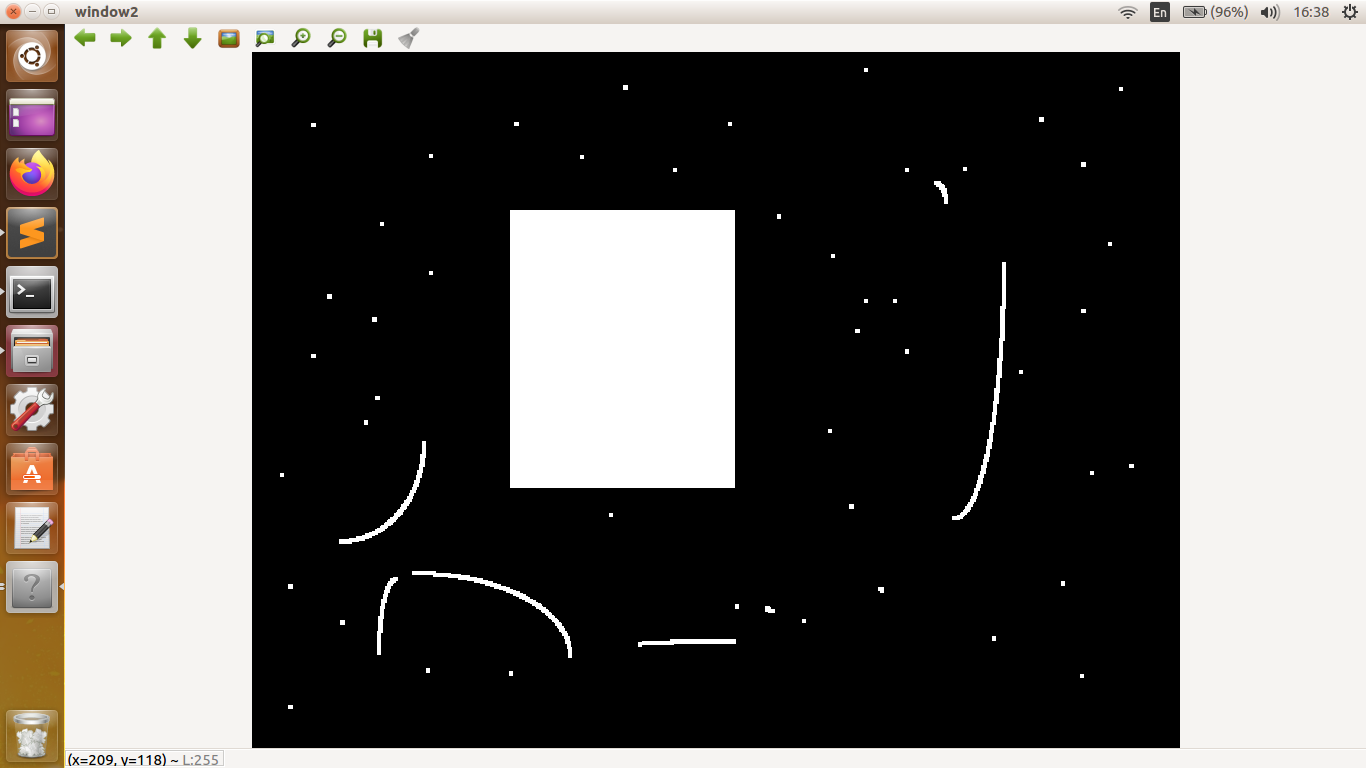 window2
En
(96%)
16:38
(x=209, y=118) ~ L:255